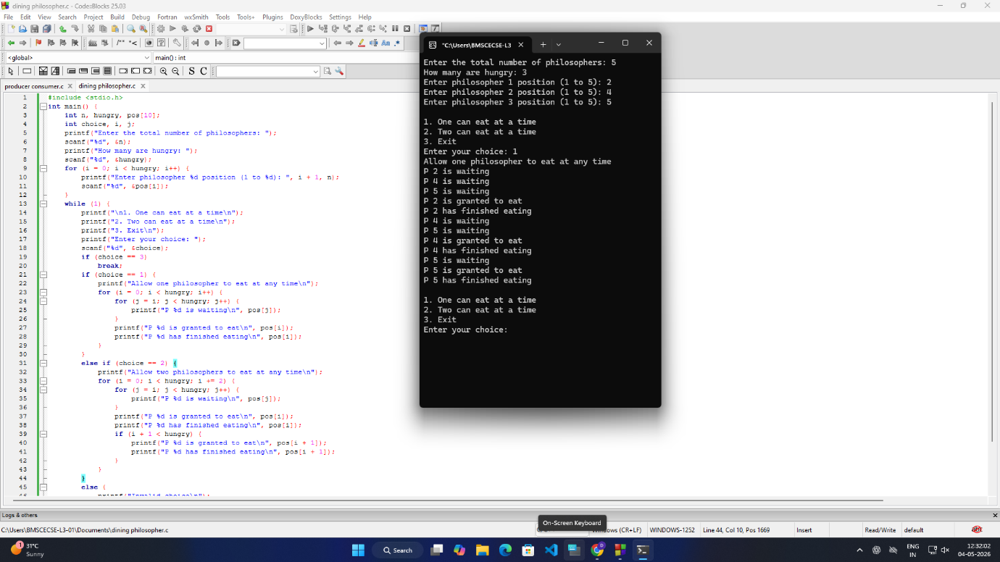 dining philosopher.c - Code::Blocks 25.03
File Edit View Search Project Build Debug Fortran wxSmith Tools Tools+ Plugins DoxyBlocks Settings Help
<global>
main() : int
S C
producer consumer.c
dining philosopher.c
1 #include <stdio.h>
2 int main() {
3 int n, hungry, pos[10];
4 int choice, i, j;
5 printf("Enter the total number of philosophers: ");
6 scanf("%d", &n);
7 printf("How many are hungry: ");
8 scanf("%d", &hungry);
9 for (i = 0; i < hungry; i++) {
10 printf("Enter philosopher %d position (1 to %d): ", i + 1, n);
11 scanf("%d", &pos[i]);
12 }
13 while (1) {
14 printf("\n1. One can eat at a time\n");
15 printf("2. Two can eat at a time\n");
16 printf("3. Exit\n");
17 printf("Enter your choice: ");
18 scanf("%d", &choice);
19 if (choice == 3)
20 break;
21 if (choice == 1) {
22 printf("Allow one philosopher to eat at any time\n");
23 for (i = 0; i < hungry; i++) {
24 for (j = i; j < hungry; j++) {
25 printf("P %d is waiting\n", pos[j]);
26 }
27 printf("P %d is granted to eat\n", pos[i]);
28 printf("P %d has finished eating\n", pos[i]);
29 }
30 }
31 else if (choice == 2) {
32 printf("Allow two philosophers to eat at any time\n");
33 for (i = 0; i < hungry; i += 2) {
34 for (j = i; j < hungry; j++) {
35 printf("P %d is waiting\n", pos[j]);
36 }
37 printf("P %d is granted to eat\n", pos[i]);
38 printf("P %d has finished eating\n", pos[i]);
39 if (i + 1 < hungry) {
40 printf("P %d is granted to eat\n", pos[i + 1]);
41 printf("P %d has finished eating\n", pos[i + 1]);
42 }
43 }
44 }
45 else {
46 printf("Invalid choice\n");
"C:\Users\BMSCECSE-L3
Enter the total number of philosophers: 5
How many are hungry: 3
Enter philosopher 1 position (1 to 5): 2
Enter philosopher 2 position (1 to 5): 4
Enter philosopher 3 position (1 to 5): 5
1. One can eat at a time
2. Two can eat at a time
3. Exit
Enter your choice: 1
Allow one philosopher to eat at any time
P 2 is waiting
P 4 is waiting
P 5 is waiting
P 2 is granted to eat
P 2 has finished eating
P 4 is waiting
P 5 is waiting
P 4 is granted to eat
P 4 has finished eating
P 5 is waiting
P 5 is granted to eat
P 5 has finished eating
1. One can eat at a time
2. Two can eat at a time
3. Exit
Enter your choice:
Logs & others
On-Screen Keyboard
C:\Users\BMSCECSE-L3-01\Documents\dining philosopher.c
Windows (CR+LF) WINDOWS-1252 Line 44, Col 10, Pos 1669 Insert Read/Write default
1
31°C
Sunny
Search
ENG
IN
12:32:02
04-05-2026